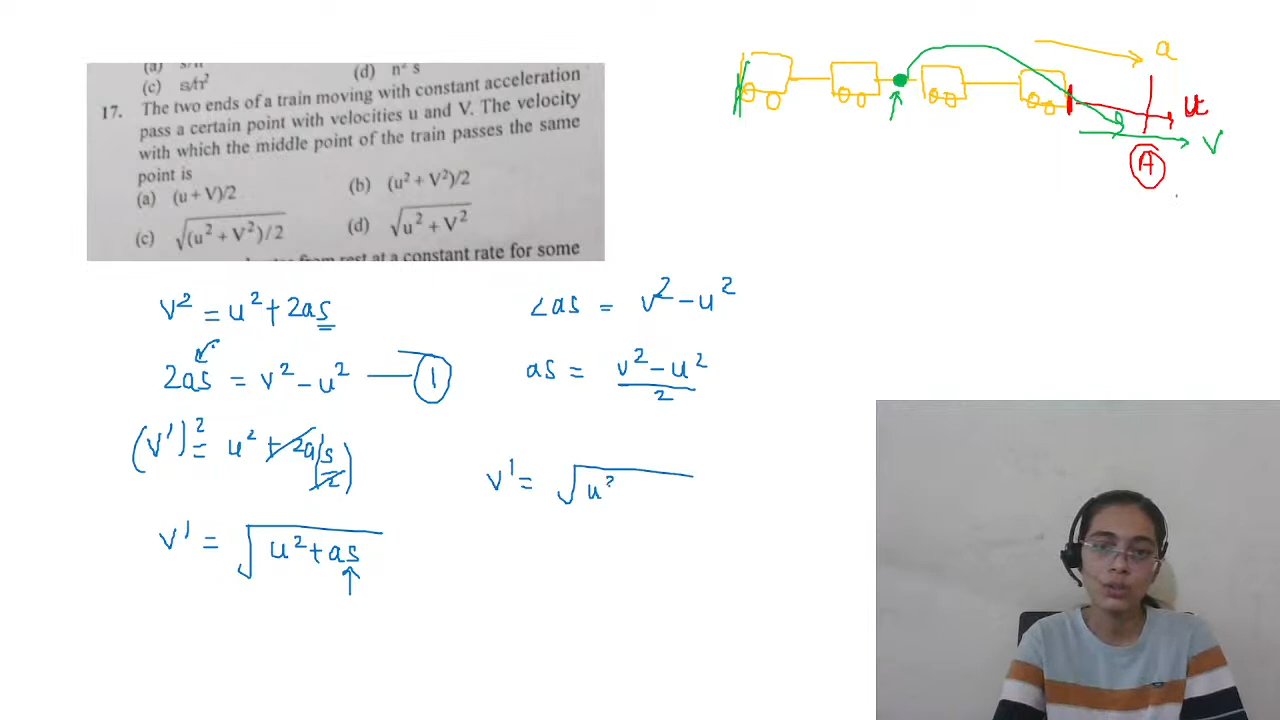 (a) s/n
(d) n² s
(c) s/n²
17. The two ends of a train moving with constant acceleration
pass a certain point with velocities u and V. The velocity
with which the middle point of the train passes the same
point is
(a) (u + V)/2
(b) (u² + V²)/2
(c) √(u² + V²)/2
(d) √u² + V²
from rest at a constant rate for some
a
ut
V
A
V² = u² + 2as
2as = V² - u² — 1
(V')² = u² + 2a(s/2)
V' = √u² + as
2as = V² - u²
as = V² - u² / 2
V' = √u²